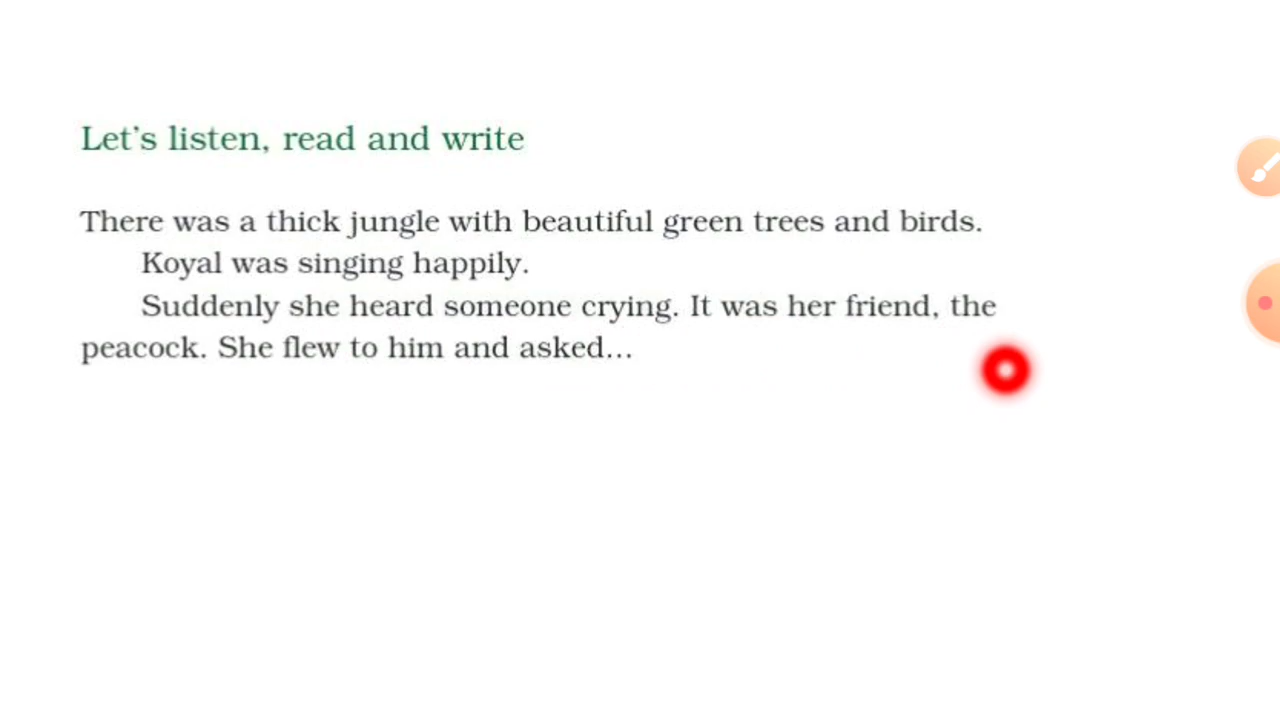 Let's listen, read and write
There was a thick jungle with beautiful green trees and birds.
Koyal was singing happily.
Suddenly she heard someone crying. It was her friend, the
peacock. She flew to him and asked...